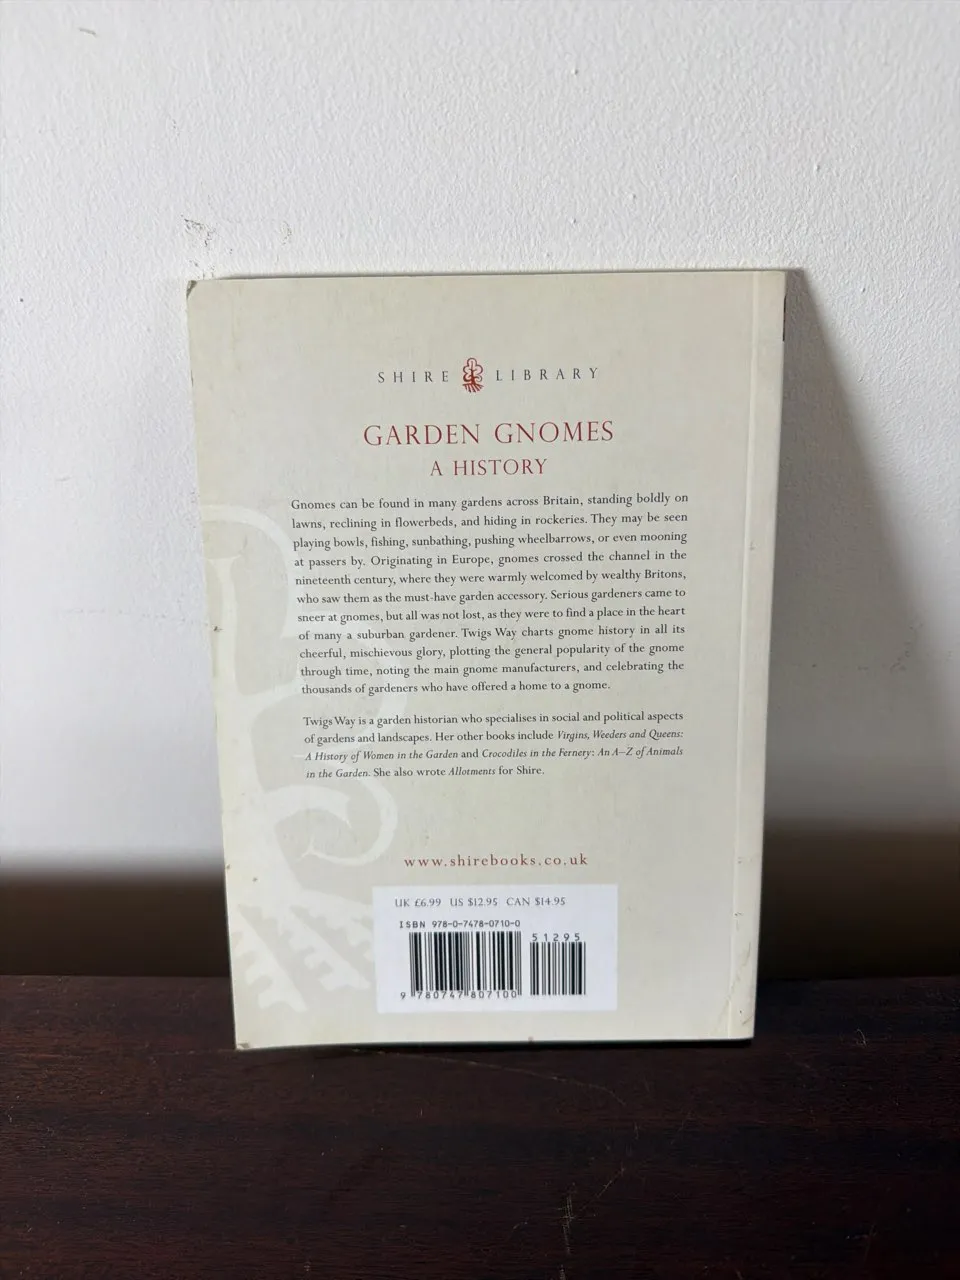 SHIRE LIBRARY
GARDEN GNOMES
A HISTORY
Gnomes can be found in many gardens across Britain, standing boldly on
lawns, reclining in flowerbeds, and hiding in rockeries. They may be seen
playing bowls, fishing, sunbathing, pushing wheelbarrows, or even mooning
at passers by. Originating in Europe, gnomes crossed the channel in the
nineteenth century, where they were warmly welcomed by wealthy Britons,
who saw them as the must-have garden accessory. Serious gardeners came to
sneer at gnomes, but all was not lost, as they were to find a place in the heart
of many a suburban gardener. Twigs Way charts gnome history in all its
cheerful, mischievous glory, plotting the general popularity of the gnome
through time, noting the main gnome manufacturers, and celebrating the
thousands of gardeners who have offered a home to a gnome.
Twigs Way is a garden historian who specialises in social and political aspects
of gardens and landscapes. Her other books include Virgins, Weeders and Queens:
A History of Women in the Garden and Crocodiles in the Fernery: An A–Z of Animals
in the Garden. She also wrote Allotments for Shire.
www.shirebooks.co.uk
UK £6.99 US $12.95 CAN $14.95
ISBN 978-0-7478-0710-0
51295
9 780747 807100